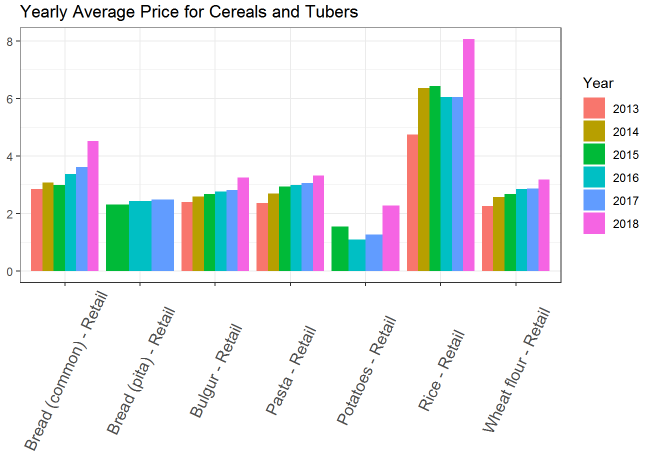 Yearly Average Price for Cereals and Tubers
8
6
4
2
0
Bread (common) - Retail
Bread (pita) - Retail
Bulgur - Retail
Pasta - Retail
Potatoes - Retail
Rice - Retail
Wheat flour - Retail
Year
2013
2014
2015
2016
2017
2018